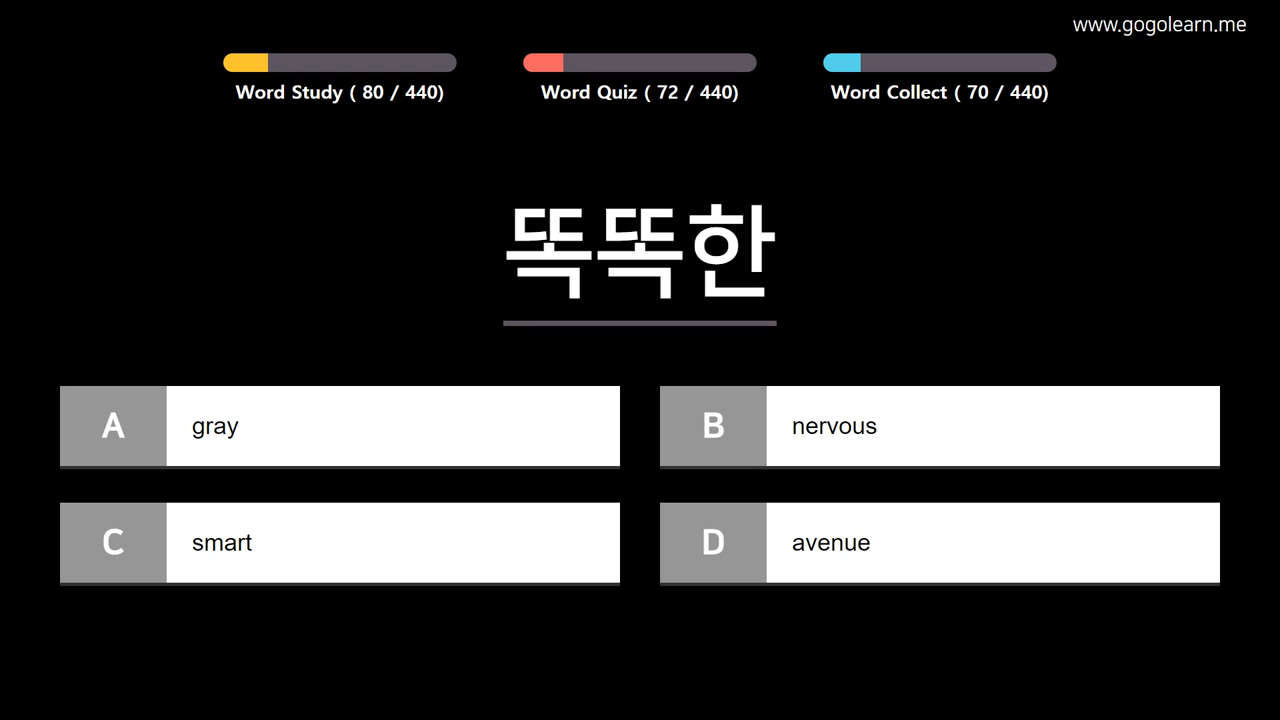 www.gogolearn.me
Word Study ( 80 / 440)
Word Quiz ( 72 / 440)
Word Collect ( 70 / 440)
똑똑한
A gray
B nervous
C smart
D avenue